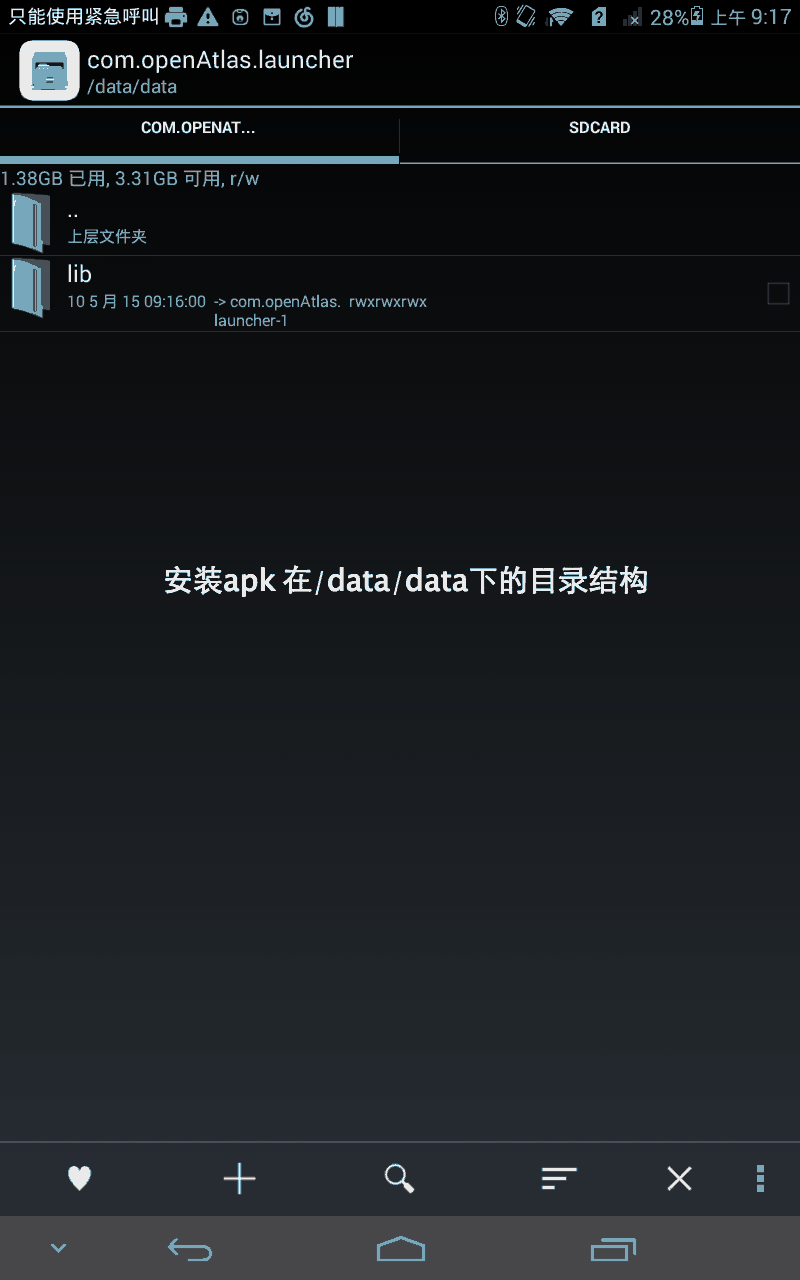 只能使用紧急呼叫 28% 上午 9:17
com.openAtlas.launcher
/data/data
COM.OPENAT... SDCARD
1.38GB 已用, 3.31GB 可用, r/w
..
上层文件夹
lib
10 5 月 15 09:16:00 -> com.openAtlas. rwxrwxrwx
launcher-1
安装apk 在/data/data下的目录结构